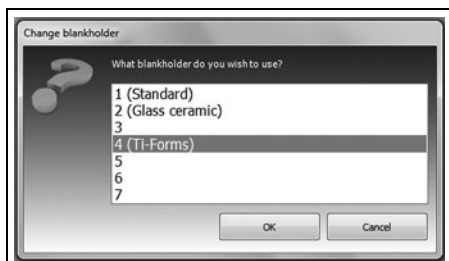 Change blankholder
What blankholder do you wish to use?
1 (Standard)
2 (Glass ceramic)
3
4 (Ti-Forms)
5
6
7
OK
Cancel